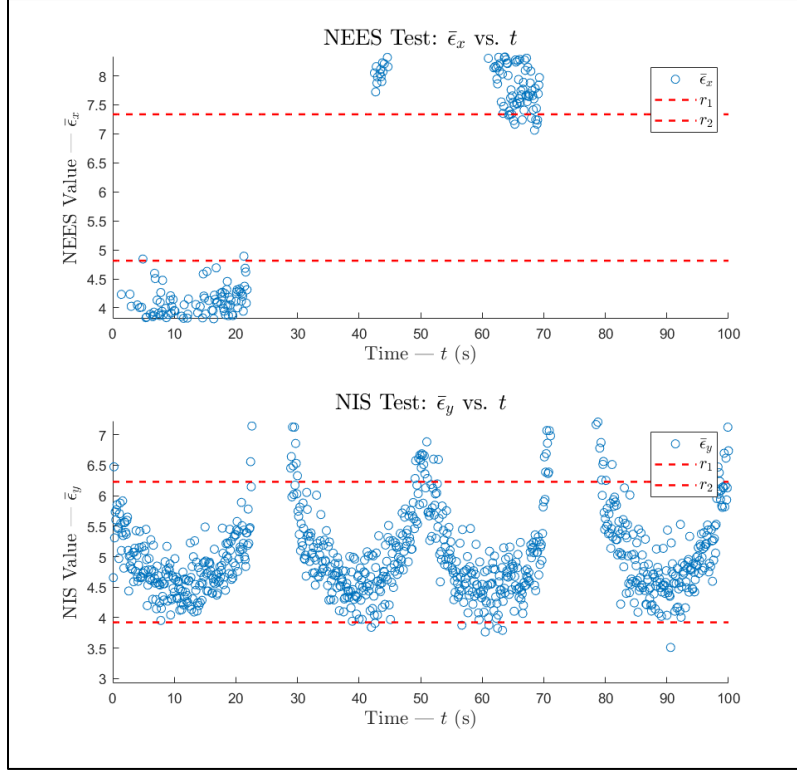 NEES Test: ε̄ₓ vs. t
NEES Value — ε̄ₓ
8
7.5
7
6.5
6
5.5
5
4.5
4
ε̄ₓ
r₁
r₂
0 10 20 30 40 50 60 70 80 90 100
Time — t (s)
NIS Test: ε̄ᵧ vs. t
NIS Value — ε̄ᵧ
7
6.5
6
5.5
5
4.5
4
3.5
3
ε̄ᵧ
r₁
r₂
0 10 20 30 40 50 60 70 80 90 100
Time — t (s)